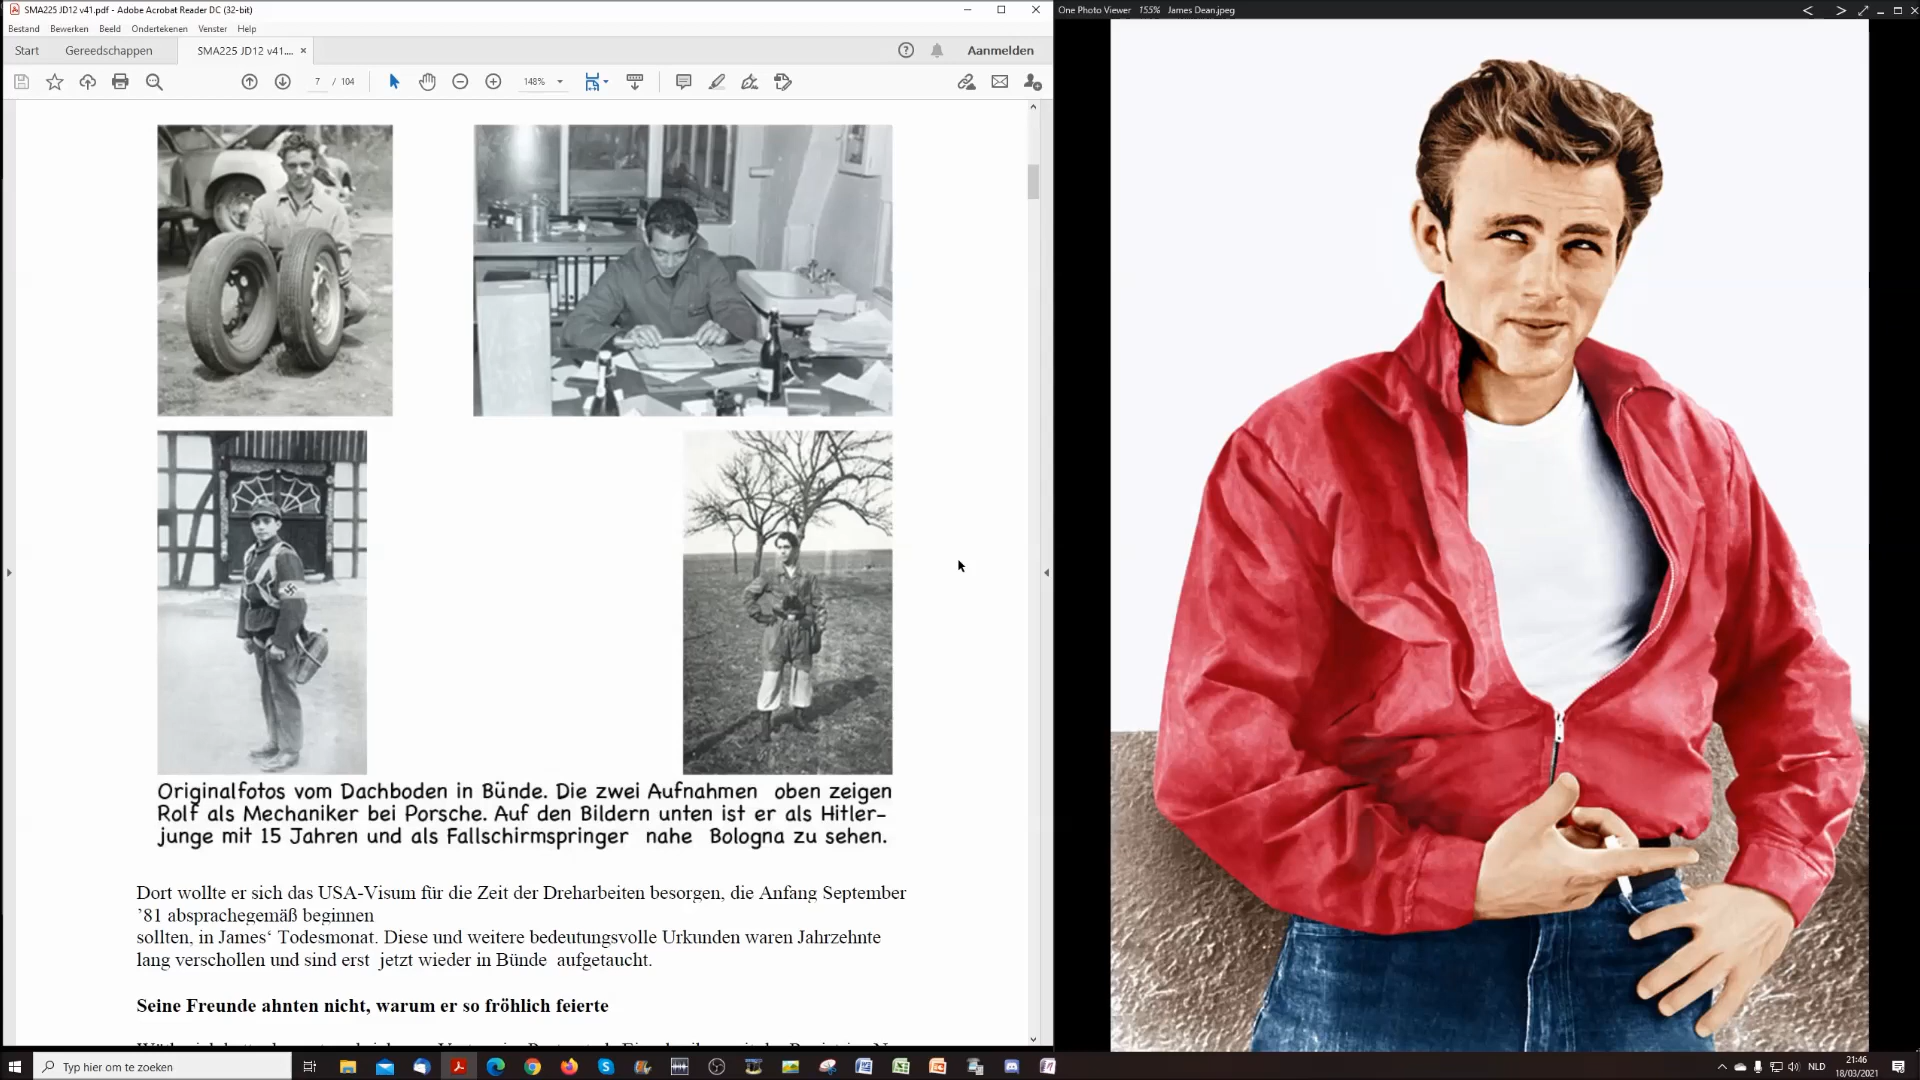 SMA225 JD12 v41.pdf - Adobe Acrobat Reader DC (32-bit)
Bestand Bewerken Beeld Ondertekenen Venster Help
Start Gereedschappen SMA225 JD12 v41.... × Aanmelden
7 / 104 148%
One Photo Viewer 155% James Dean.jpeg
Originalfotos vom Dachboden in Bünde. Die zwei Aufnahmen oben zeigen
Rolf als Mechaniker bei Porsche. Auf den Bildern unten ist er als Hitler-
junge mit 15 Jahren und als Fallschirmspringer nahe Bologna zu sehen.
Dort wollte er sich das USA-Visum für die Zeit der Dreharbeiten besorgen, die Anfang September
’81 absprachegemäß beginnen
sollten, in James‘ Todesmonat. Diese und weitere bedeutungsvolle Urkunden waren Jahrzehnte
lang verschollen und sind erst jetzt wieder in Bünde aufgetaucht.
Seine Freunde ahnten nicht, warum er so fröhlich feierte
Typ hier om te zoeken
NLD
21:46
18/03/2021